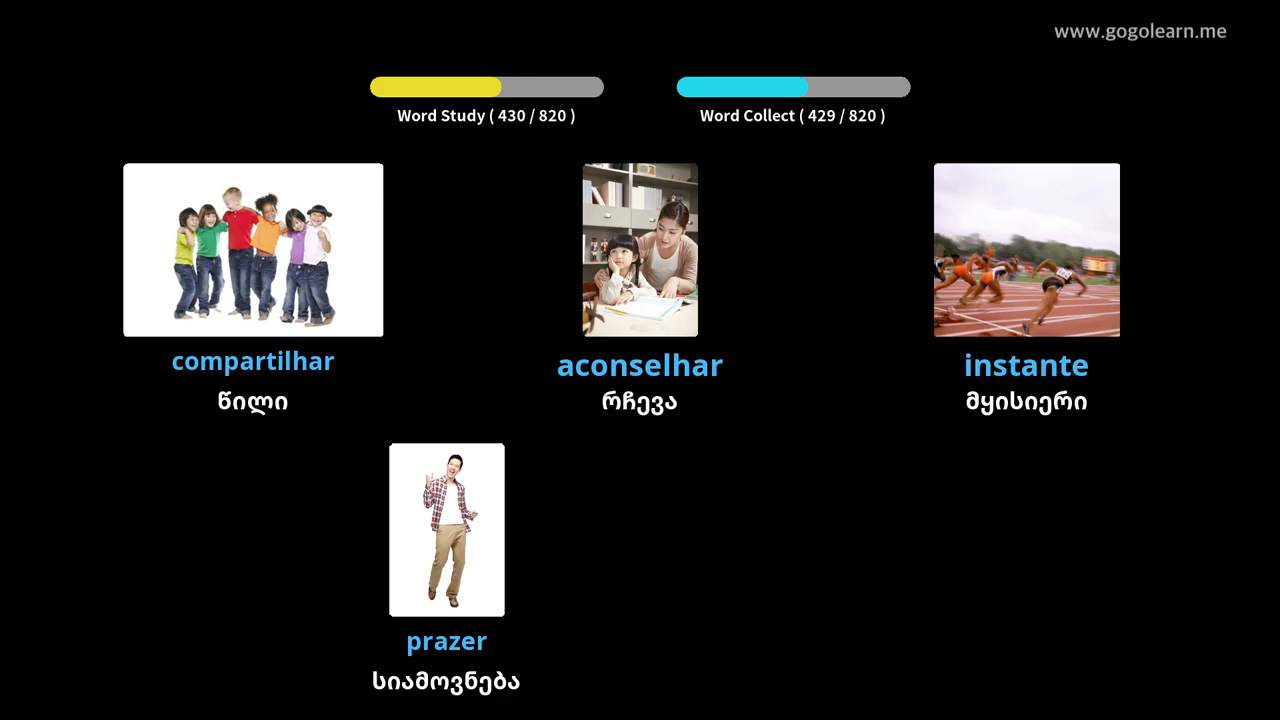 www.gogolearn.me
Word Study ( 430 / 820 )
Word Collect ( 429 / 820 )
compartilhar
წილი
aconselhar
რჩევა
instante
მყისიერი
prazer
სიამოვნება